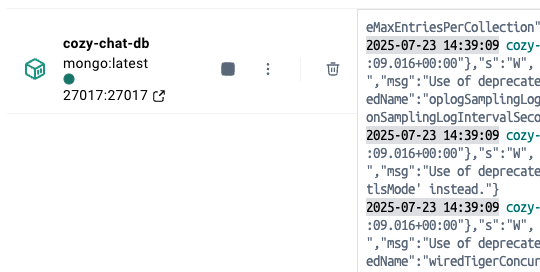 cozy-chat-db
mongo:latest
27017:27017
eMaxEntriesPerCollection"
2025-07-23 14:39:09 cozy-
:09.016+00:00"},"s":"W",
","msg":"Use of deprecate
edName":"oplogSamplingLog
onSamplingLogIntervalSeco
2025-07-23 14:39:09 cozy-
:09.016+00:00"},"s":"W",
","msg":"Use of deprecate
tlsMode' instead."}
2025-07-23 14:39:09 cozy-
:09.016+00:00"},"s":"W",
","msg":"Use of deprecate
edName":"wiredTigerConcur